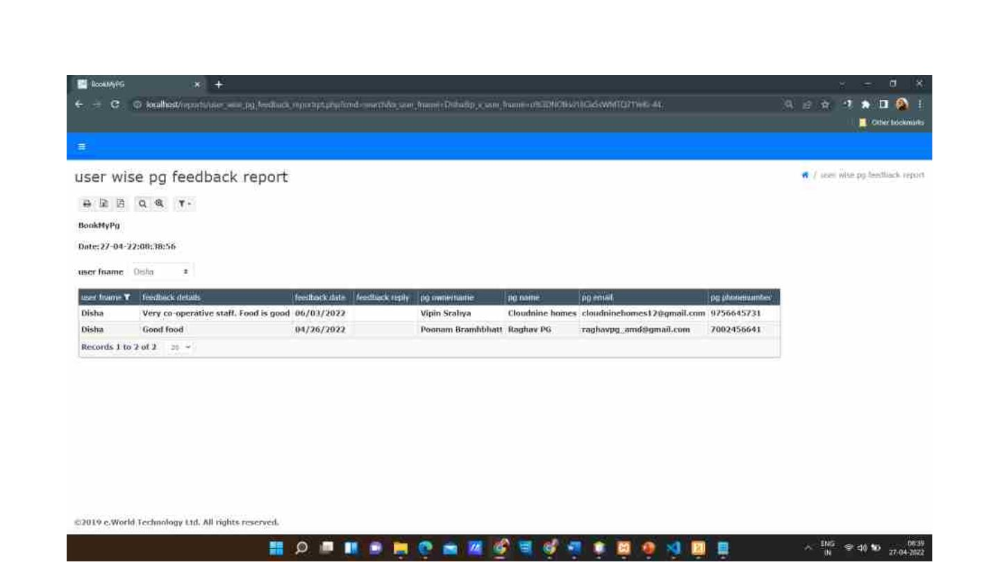 BookMyPG
localhost/reports/user_wise_pg_feedback_reportrpt.php?cmd=search&
Other bookmarks
user wise pg feedback report
/ user wise pg feedback report
BookMyPg
Date:27-04-22:08:38:56
user fname Disha
user fname feedback details feedback date feedback reply pg ownername pg name pg email pg phonenumber
Disha Very co-operative staff. Food is good 06/03/2022 Vipin Cloudnine homes cloudninehomes12@gmail.com 9756645731
Disha Good food 04/26/2022 Poonam Bramhbhatt Raghav PG raghavpg_amd@gmail.com 7002456641
Records 1 to 2 of 2 20
©2019 e.World Technology Ltd. All rights reserved.
ENG
IN
08:39
27-04-2022